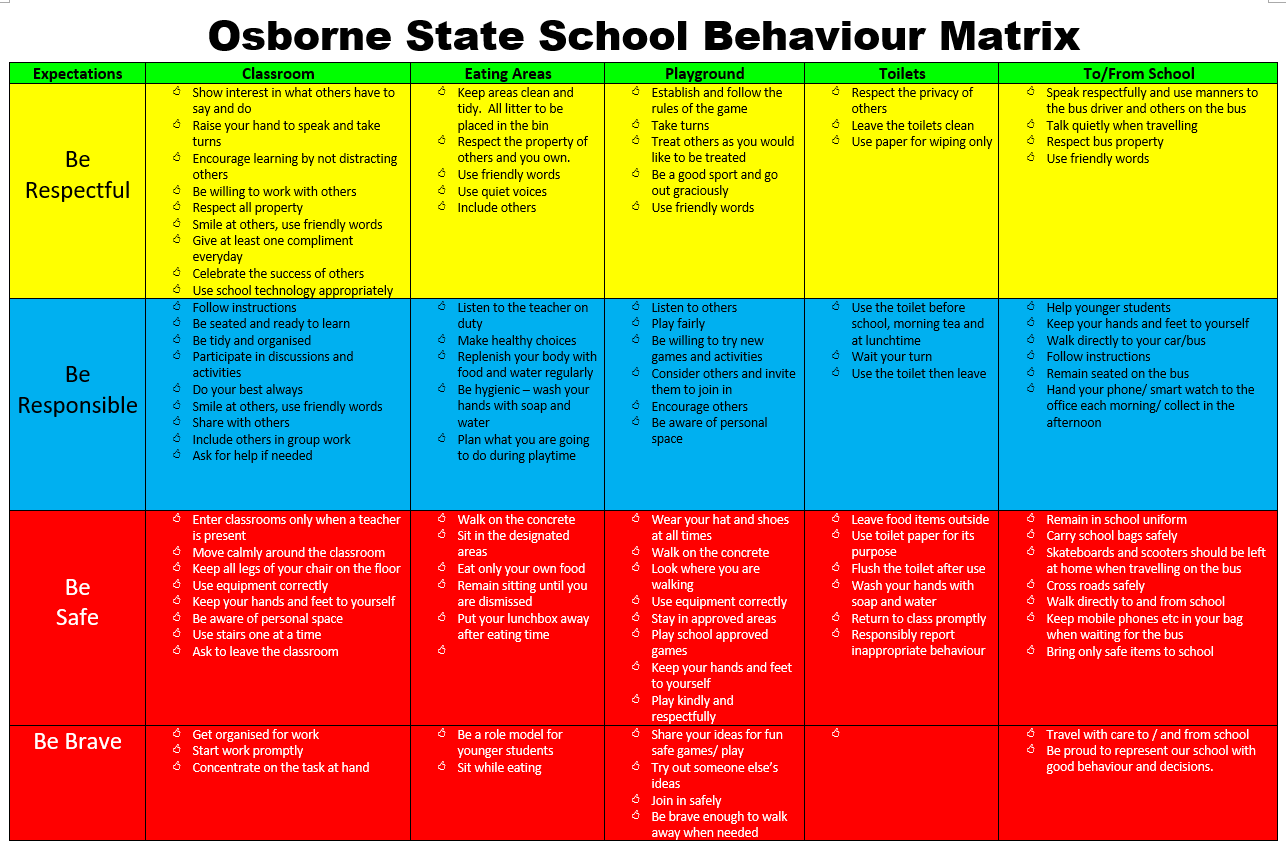 Osborne State School Behaviour Matrix
Expectations
Classroom
Eating Areas
Playground
Toilets
To/From School
Be
Respectful
Show interest in what others have to
say and do
Raise your hand to speak and take
turns
Encourage learning by not distracting
others
Be willing to work with others
Respect all property
Smile at others, use friendly words
Give at least one compliment
everyday
Celebrate the success of others
Use school technology appropriately
Keep areas clean and
tidy. All litter to be
placed in the bin
Respect the property of
others and you own.
Use friendly words
Use quiet voices
Include others
Establish and follow the
rules of the game
Take turns
Treat others as you would
like to be treated
Be a good sport and go
out graciously
Use friendly words
Respect the privacy of
others
Leave the toilets clean
Use paper for wiping only
Speak respectfully and use manners to
the bus driver and others on the bus
Talk quietly when travelling
Respect bus property
Use friendly words
Be
Responsible
Follow instructions
Be seated and ready to learn
Be tidy and organised
Participate in discussions and
activities
Do your best always
Smile at others, use friendly words
Share with others
Include others in group work
Ask for help if needed
Listen to the teacher on
duty
Make healthy choices
Replenish your body with
food and water regularly
Be hygienic – wash your
hands with soap and
water
Plan what you are going
to do during playtime
Listen to others
Play fairly
Be willing to try new
games and activities
Consider others and invite
them to join in
Encourage others
Be aware of personal
space
Use the toilet before
school, morning tea and
at lunchtime
Wait your turn
Use the toilet then leave
Help younger students
Keep your hands and feet to yourself
Walk directly to your car/bus
Follow instructions
Remain seated on the bus
Hand your phone/ smart watch to the
office each morning/ collect in the
afternoon
Be
Safe
Enter classrooms only when a teacher
is present
Move calmly around the classroom
Keep all legs of your chair on the floor
Use equipment correctly
Keep your hands and feet to yourself
Be aware of personal space
Use stairs one at a time
Ask to leave the classroom
Walk on the concrete
Sit in the designated
areas
Eat only your own food
Remain sitting until you
are dismissed
Put your lunchbox away
after eating time
Wear your hat and shoes
at all times
Walk on the concrete
Look where you are
walking
Use equipment correctly
Stay in approved areas
Play school approved
games
Keep your hands and feet
to yourself
Play kindly and
respectfully
Leave food items outside
Use toilet paper for its
purpose
Flush the toilet after use
Wash your hands with
soap and water
Return to class promptly
Responsibly report
inappropriate behaviour
Remain in school uniform
Carry school bags safely
Skateboards and scooters should be left
at home when travelling on the bus
Cross roads safely
Walk directly to and from school
Keep mobile phones etc in your bag
when waiting for the bus
Bring only safe items to school
Be Brave
Get organised for work
Start work promptly
Concentrate on the task at hand
Be a role model for
younger students
Sit while eating
Share your ideas for fun
safe games/ play
Try out someone else's
ideas
Join in safely
Be brave enough to walk
away when needed
Travel with care to / and from school
Be proud to represent our school with
good behaviour and decisions.